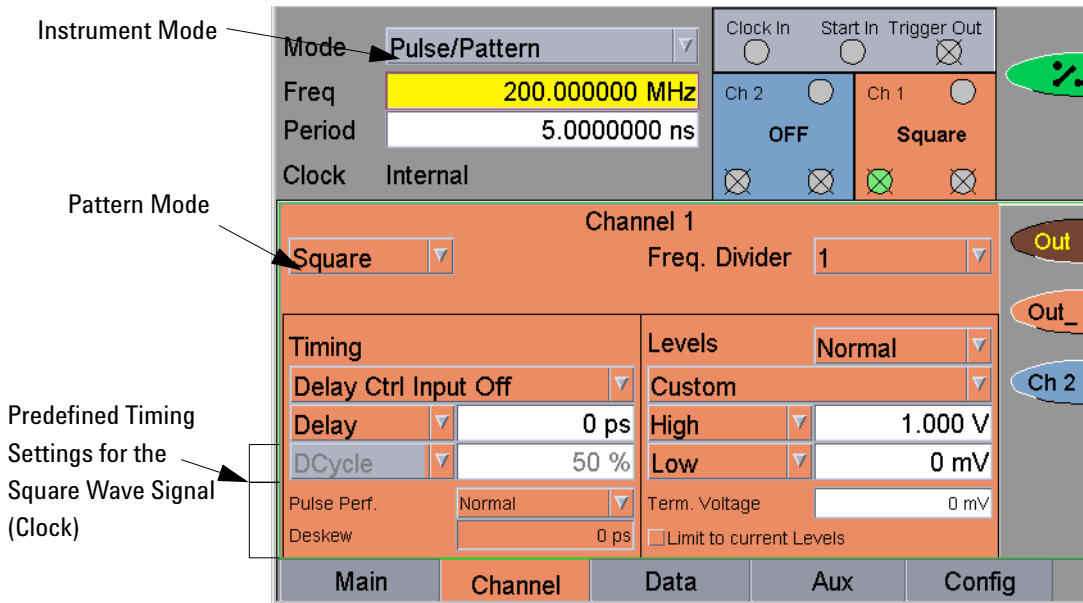 Instrument Mode
Pattern Mode
Predefined Timing
Settings for the
Square Wave Signal
(Clock)
Mode Pulse/Pattern
Freq 200.000000 MHz
Period 5.0000000 ns
Clock Internal
Clock In Start In Trigger Out
Ch 2 OFF
Ch 1 Square
Channel 1
Square Freq. Divider 1
Timing
Delay Ctrl Input Off
Delay 0 ps
DCycle 50 %
Pulse Perf. Normal
Deskew 0 ps
Levels Normal
Custom
High 1.000 V
Low 0 mV
Term. Voltage 0 mV
Limit to current Levels
Out
Out_
Ch 2
Main Channel Data Aux Config